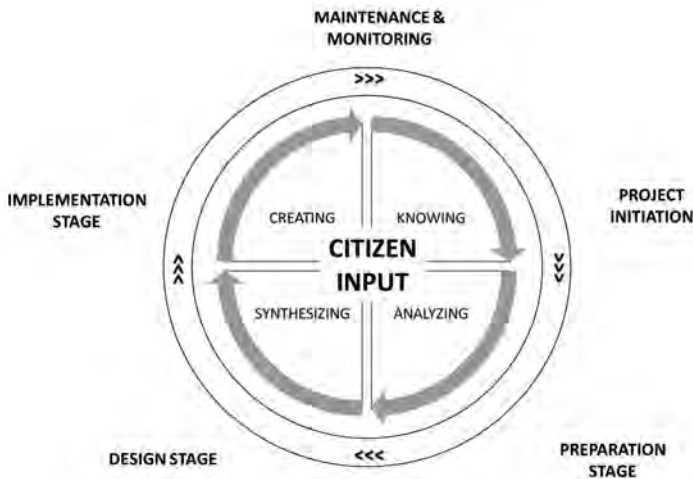 MAINTENANCE &
MONITORING
>>>
IMPLEMENTATION
STAGE
PROJECT
INITIATION
CREATING
KNOWING
CITIZEN
INPUT
<<<
>>>
SYNTHESIZING
ANALYZING
DESIGN STAGE
<<<
PREPARATION
STAGE